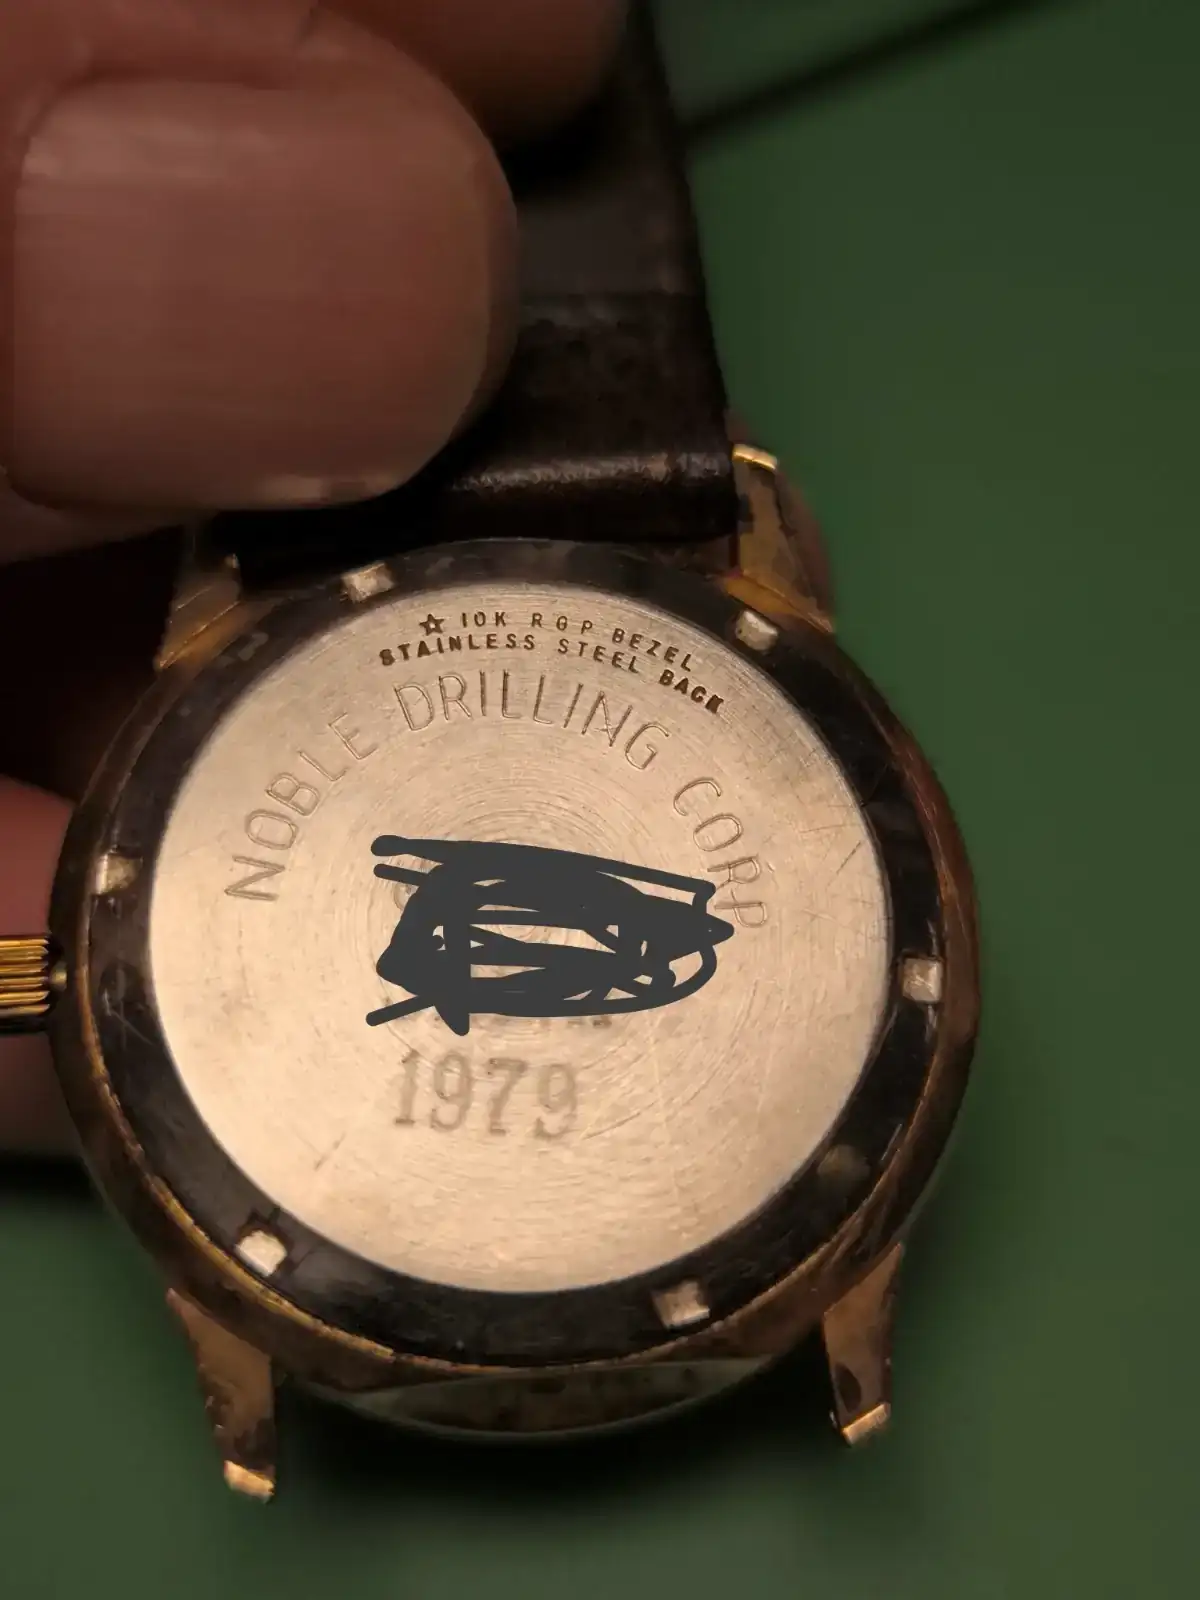 ☆ 10K RGP BEZEL
STAINLESS STEEL BACK
NOBLE DRILLING CORP
1979